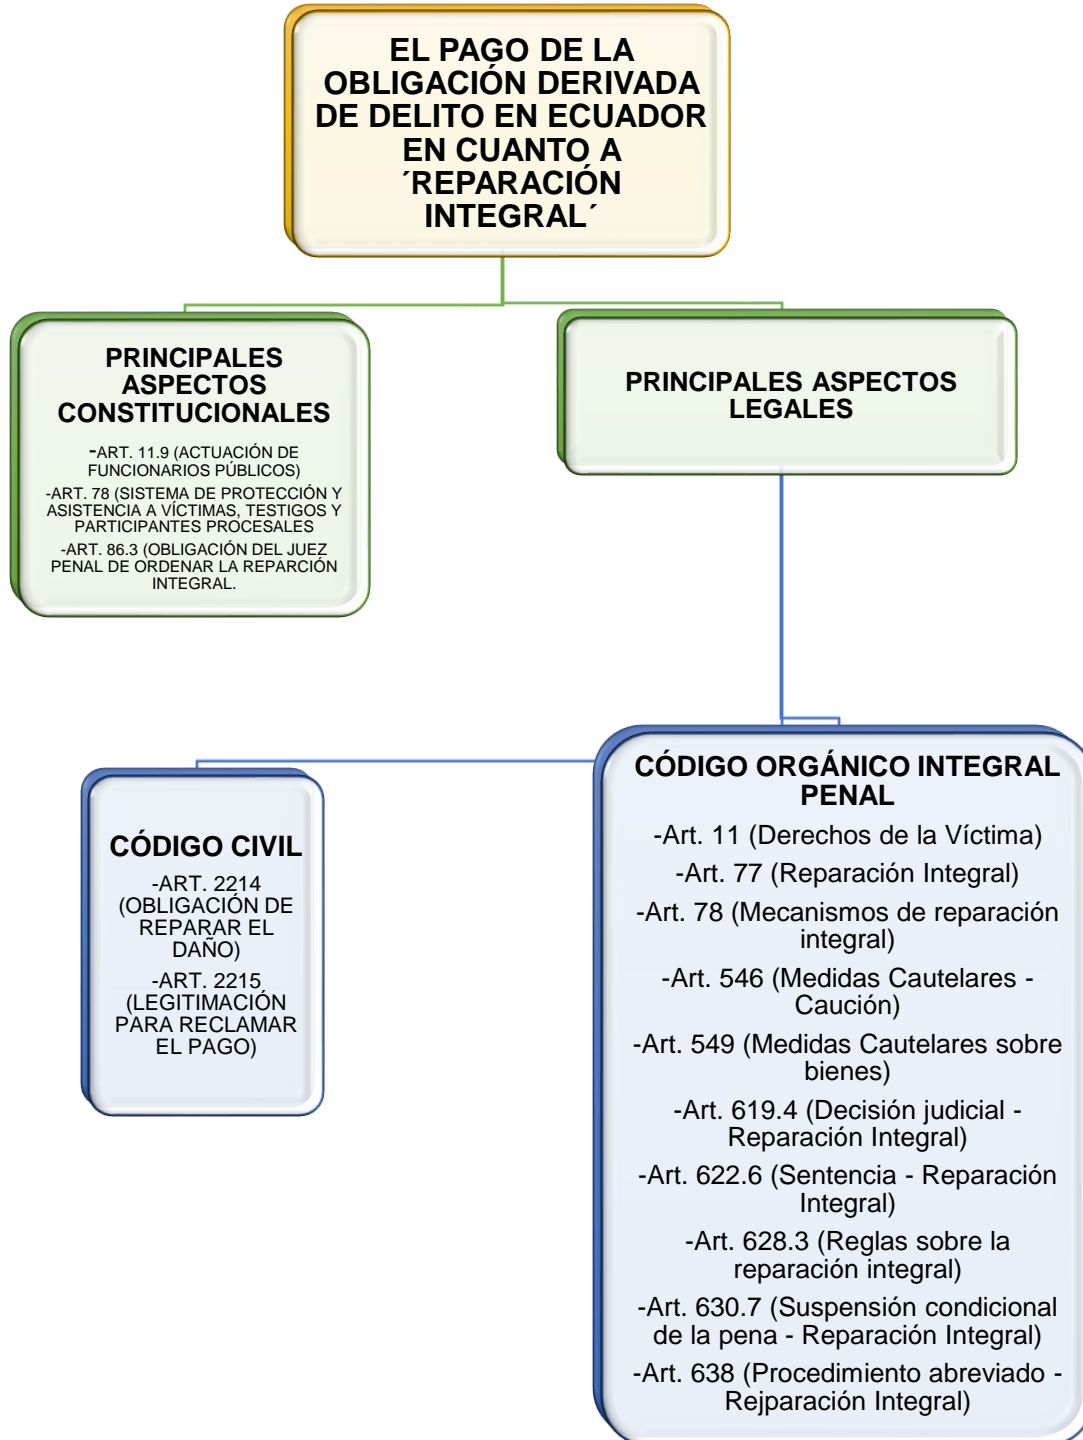 EL PAGO DE LA
OBLIGACIÓN DERIVADA
DE DELITO EN ECUADOR
EN CUANTO A
´REPARACIÓN
INTEGRAL´
PRINCIPALES
ASPECTOS
CONSTITUCIONALES
-ART. 11.9 (ACTUACIÓN DE
FUNCIONARIOS PÚBLICOS)
-ART. 78 (SISTEMA DE PROTECCIÓN Y
ASISTENCIA A VÍCTIMAS, TESTIGOS Y
PARTICIPANTES PROCESALES
-ART. 86.3 (OBLIGACIÓN DEL JUEZ
PENAL DE ORDENAR LA REPARCIÓN
INTEGRAL.
PRINCIPALES ASPECTOS
LEGALES
CÓDIGO CIVIL
-ART. 2214
(OBLIGACIÓN DE
REPARAR EL
DAÑO)
-ART. 2215
(LEGITIMACIÓN
PARA RECLAMAR
EL PAGO)
CÓDIGO ORGÁNICO INTEGRAL
PENAL
-Art. 11 (Derechos de la Víctima)
-Art. 77 (Reparación Integral)
-Art. 78 (Mecanismos de reparación
integral)
-Art. 546 (Medidas Cautelares -
Caución)
-Art. 549 (Medidas Cautelares sobre
bienes)
-Art. 619.4 (Decisión judicial -
Reparación Integral)
-Art. 622.6 (Sentencia - Reparación
Integral)
-Art. 628.3 (Reglas sobre la
reparación integral)
-Art. 630.7 (Suspensión condicional
de la pena - Reparación Integral)
-Art. 638 (Procedimiento abreviado -
Rejparación Integral)